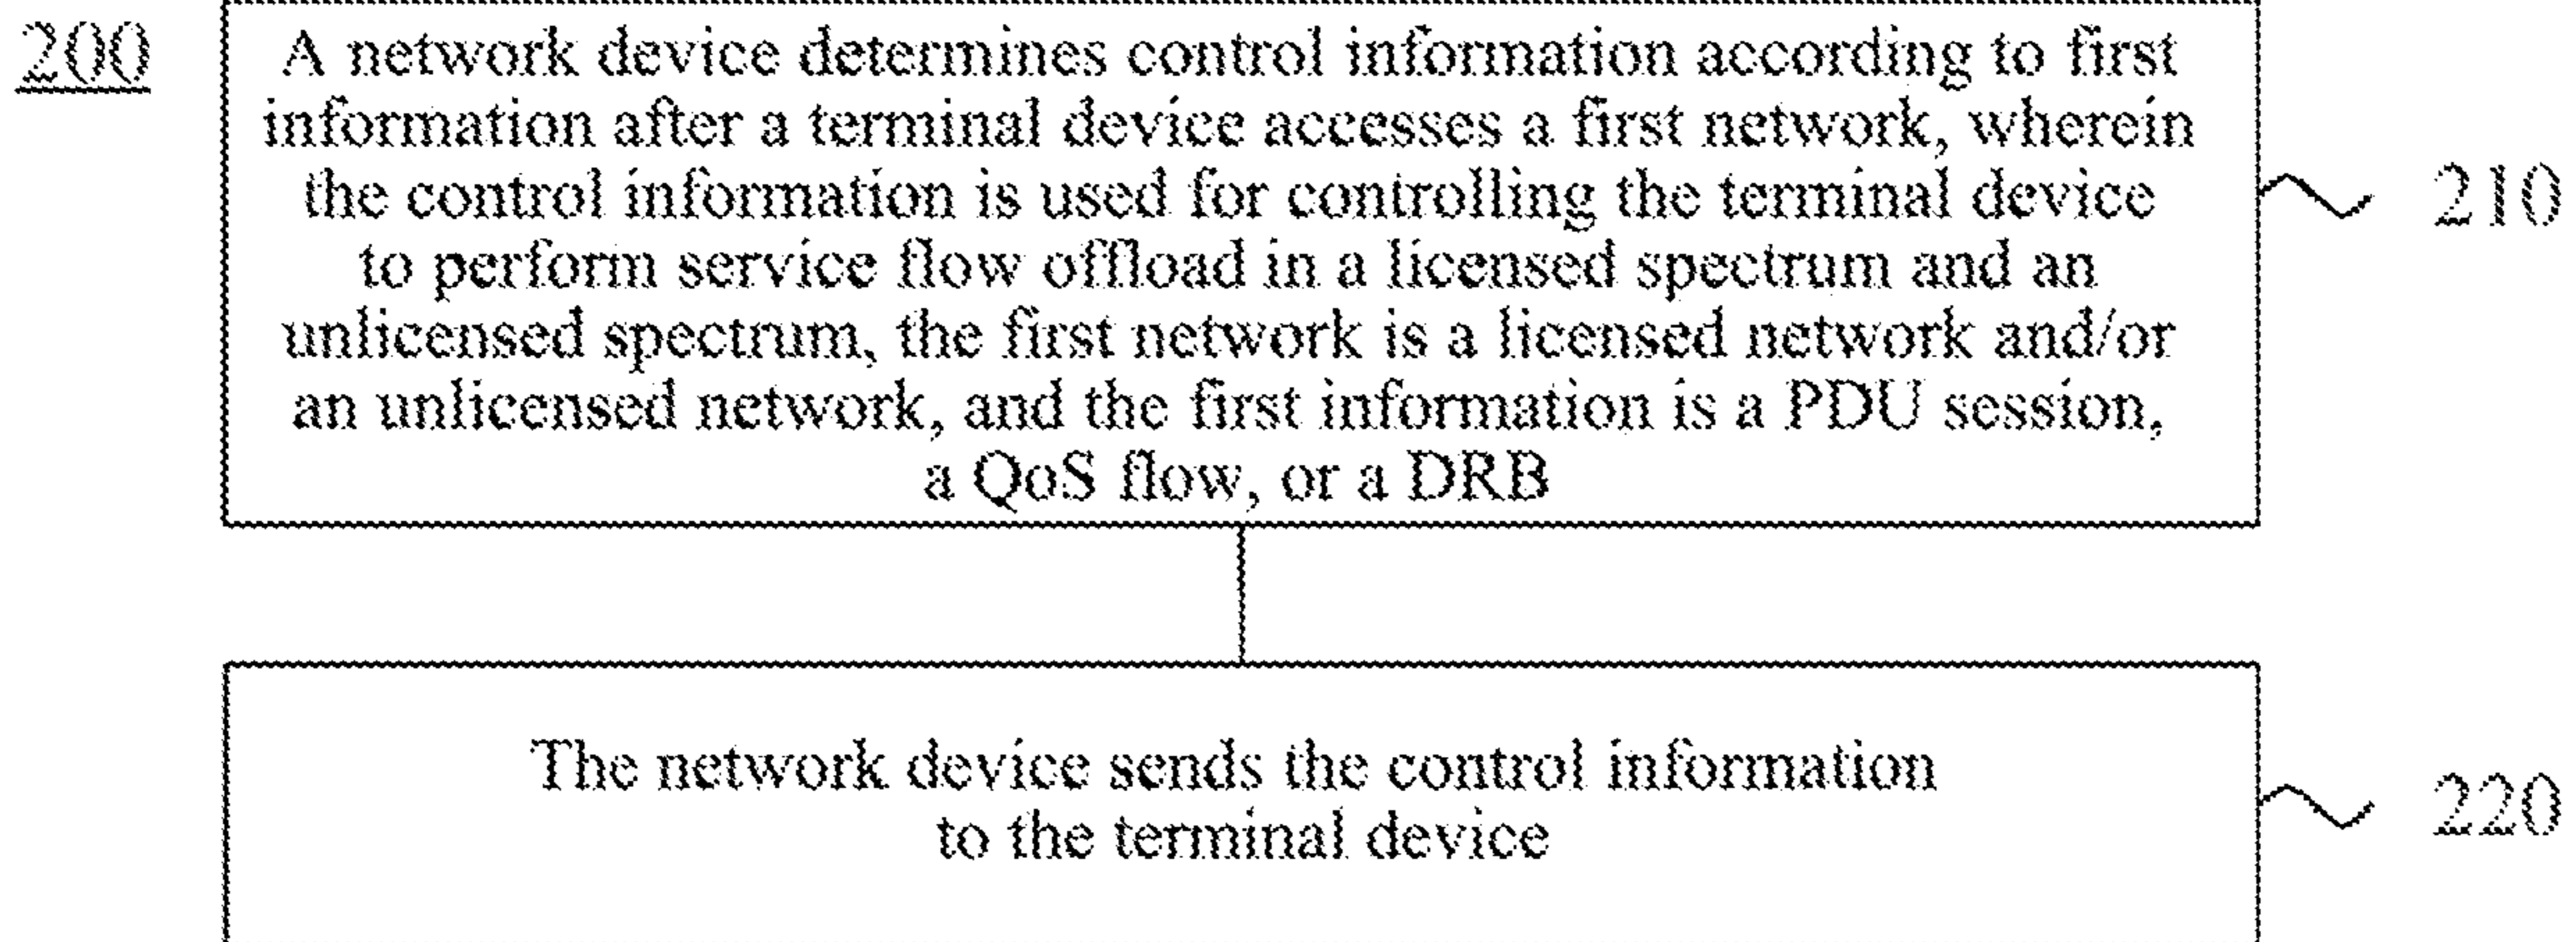 200
A network device determines control information according to first
information after a terminal device accesses a first network, wherein
the control information is used for controlling the terminal device
to perform service flow offload in a licensed spectrum and an
unlicensed spectrum, the first network is a licensed network and/or
an unlicensed network, and the first information is a PDU session,
a QoS flow, or a DRB
210
The network device sends the control information
to the terminal device
220